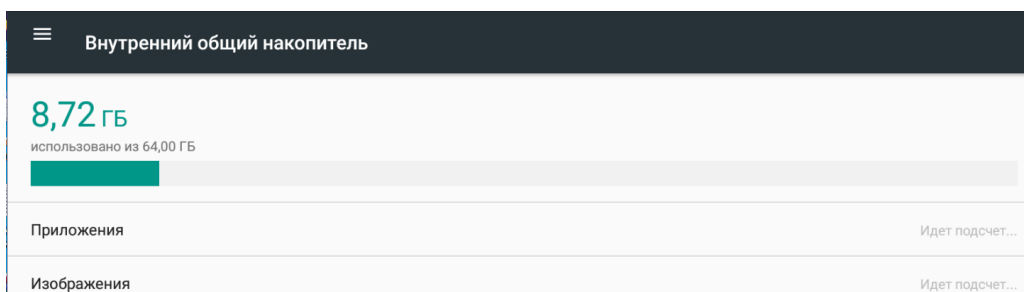 Внутренний общий накопитель
8,72 ГБ
использовано из 64,00 ГБ
Приложения Идет подсчет...
Изображения Идет подсчет...